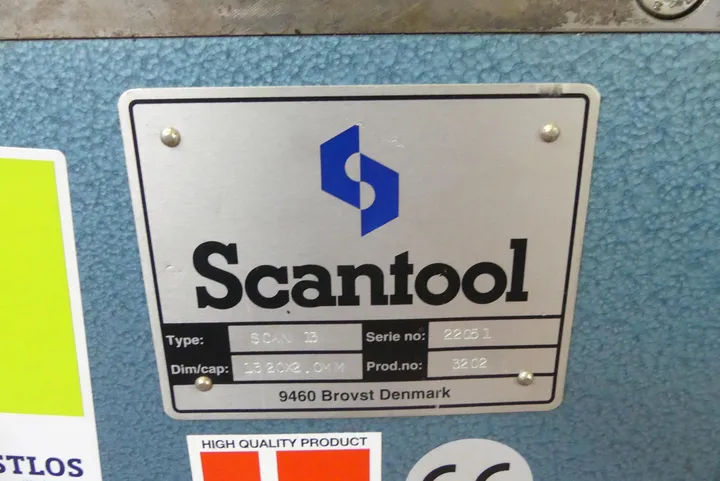 Scantool
Type: SCAN 13 Serie no: 22051
Dim/cap: 1320X2.0MM Prod.no: 3202
9460 Brovst Denmark
HIGH QUALITY PRODUCT
STLOS
CE